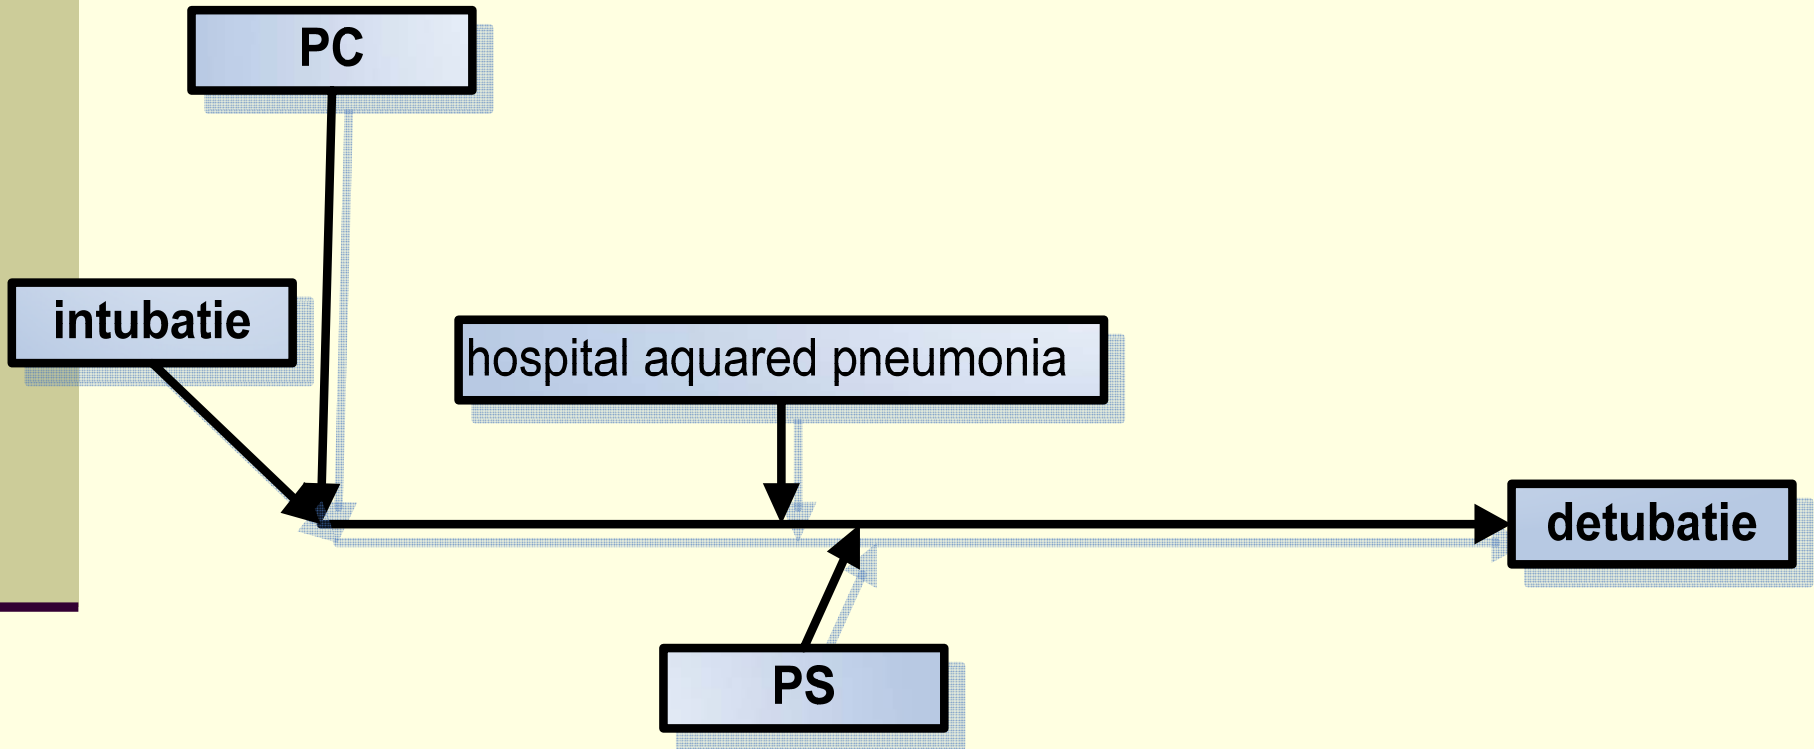 PC
intubatie
hospital aquared pneumonia
detubatie
PS